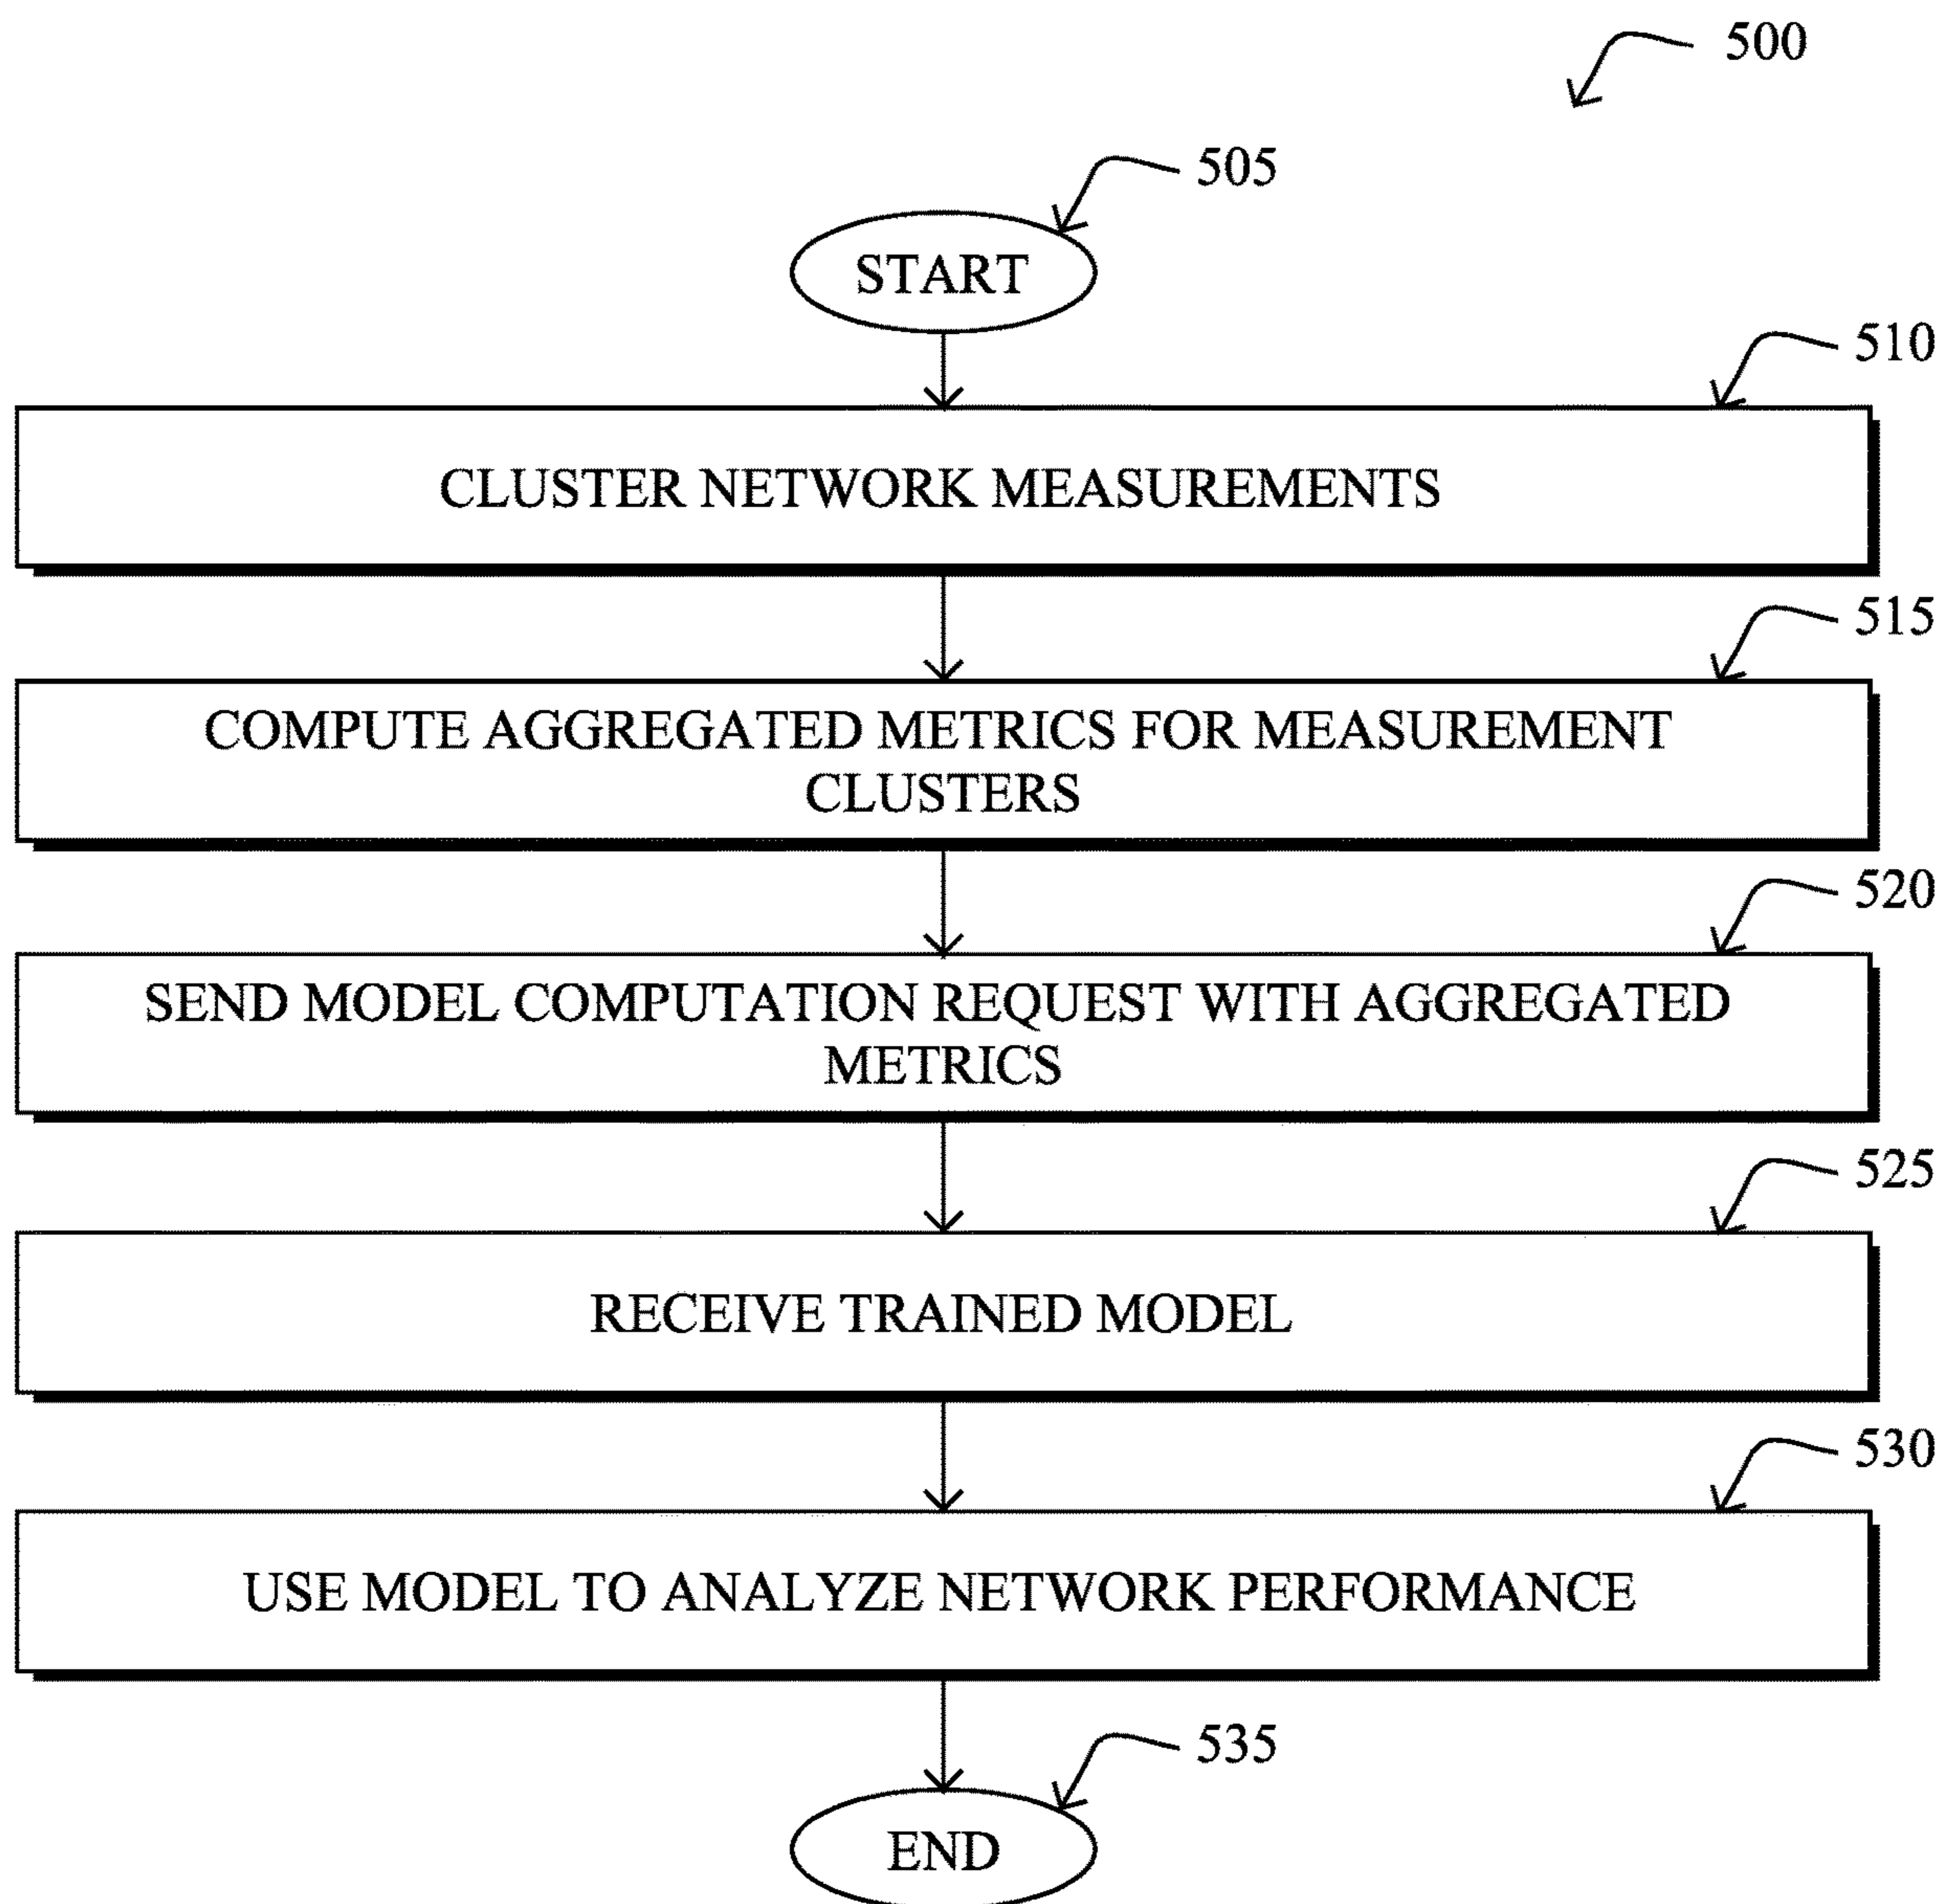 500
505
START
510
CLUSTER NETWORK MEASUREMENTS
515
COMPUTE AGGREGATED METRICS FOR MEASUREMENT
CLUSTERS
520
SEND MODEL COMPUTATION REQUEST WITH AGGREGATED
METRICS
525
RECEIVE TRAINED MODEL
530
USE MODEL TO ANALYZE NETWORK PERFORMANCE
535
END